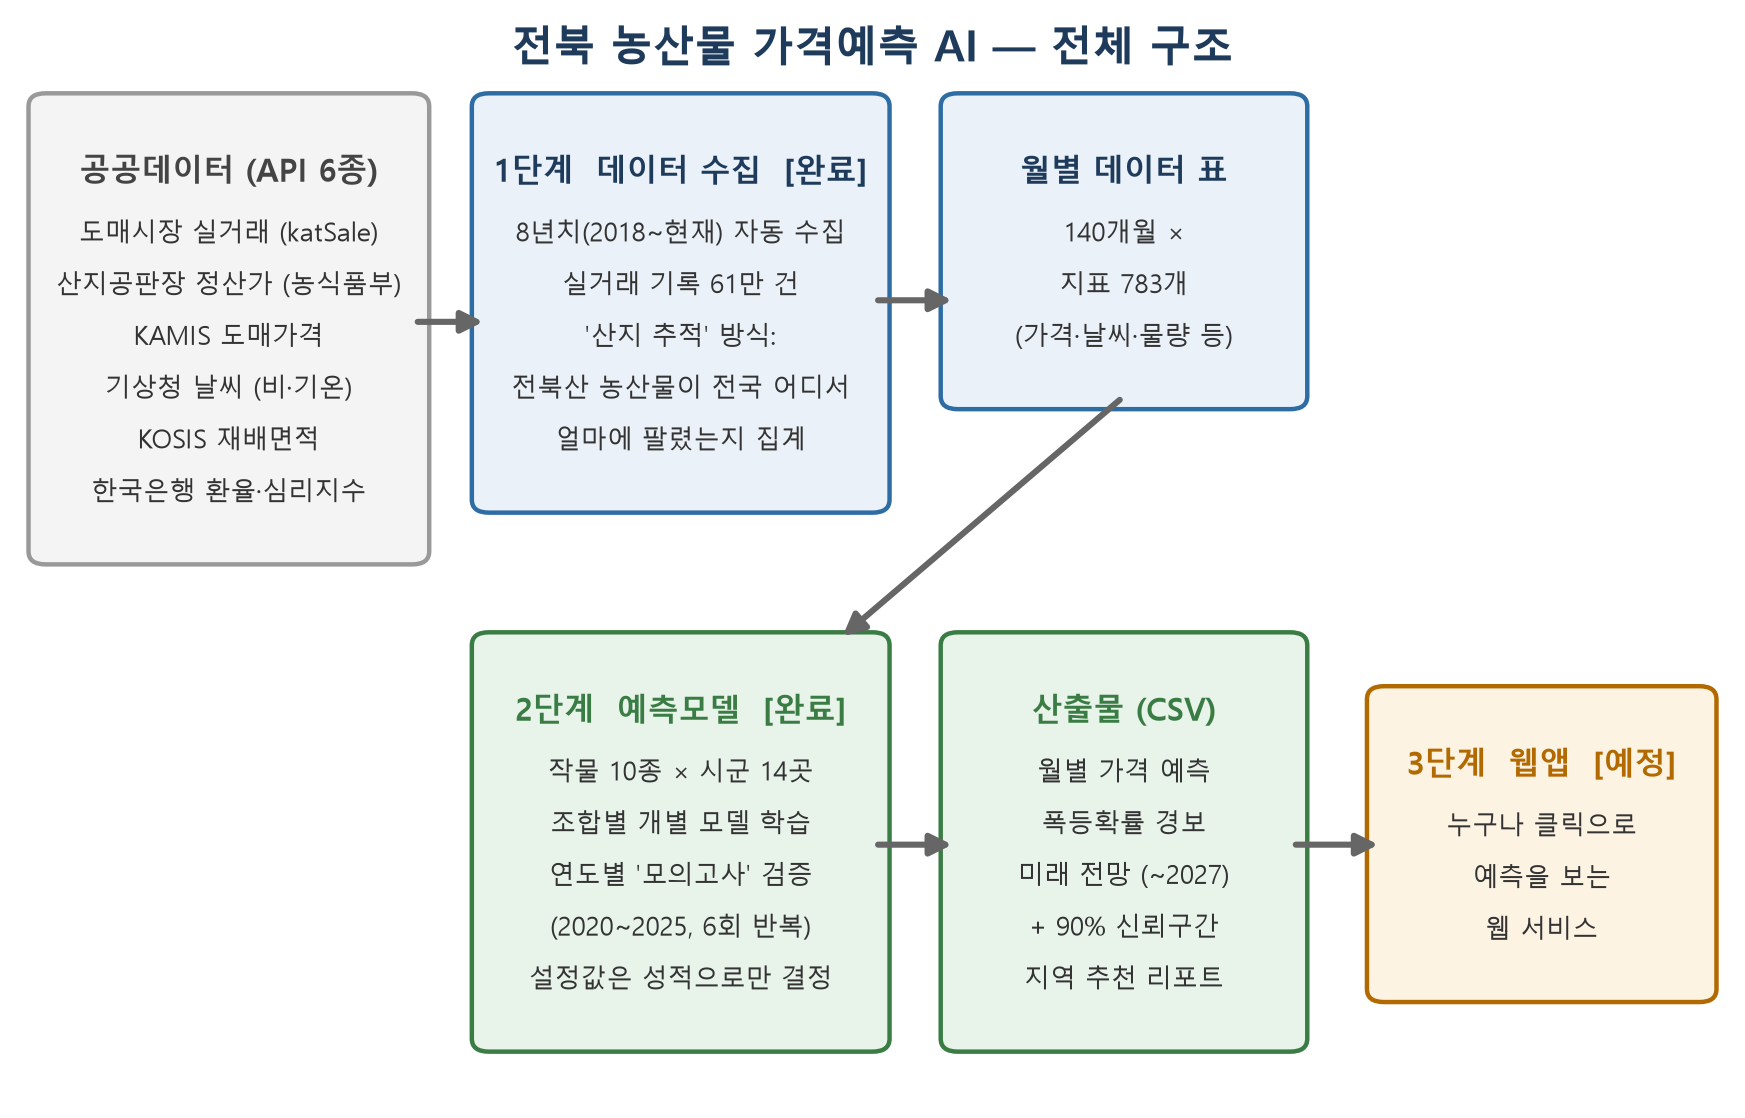 전북 농산물 가격예측 AI — 전체 구조
공공데이터 (API 6종)
도매시장 실거래 (katSale)
산지공판장 정산가 (농식품부)
KAMIS 도매가격
기상청 날씨 (비·기온)
KOSIS 재배면적
한국은행 환율·심리지수
1단계 데이터 수집 [완료]
8년치(2018~현재) 자동 수집
실거래 기록 61만 건
'산지 추적' 방식:
전북산 농산물이 전국 어디서
얼마에 팔렸는지 집계
월별 데이터 표
140개월 ×
지표 783개
(가격·날씨·물량 등)
2단계 예측모델 [완료]
작물 10종 × 시군 14곳
조합별 개별 모델 학습
연도별 '모의고사' 검증
(2020~2025, 6회 반복)
설정값은 성적으로만 결정
산출물 (CSV)
월별 가격 예측
폭등확률 경보
미래 전망 (~2027)
+ 90% 신뢰구간
지역 추천 리포트
3단계 웹앱 [예정]
누구나 클릭으로
예측을 보는
웹 서비스